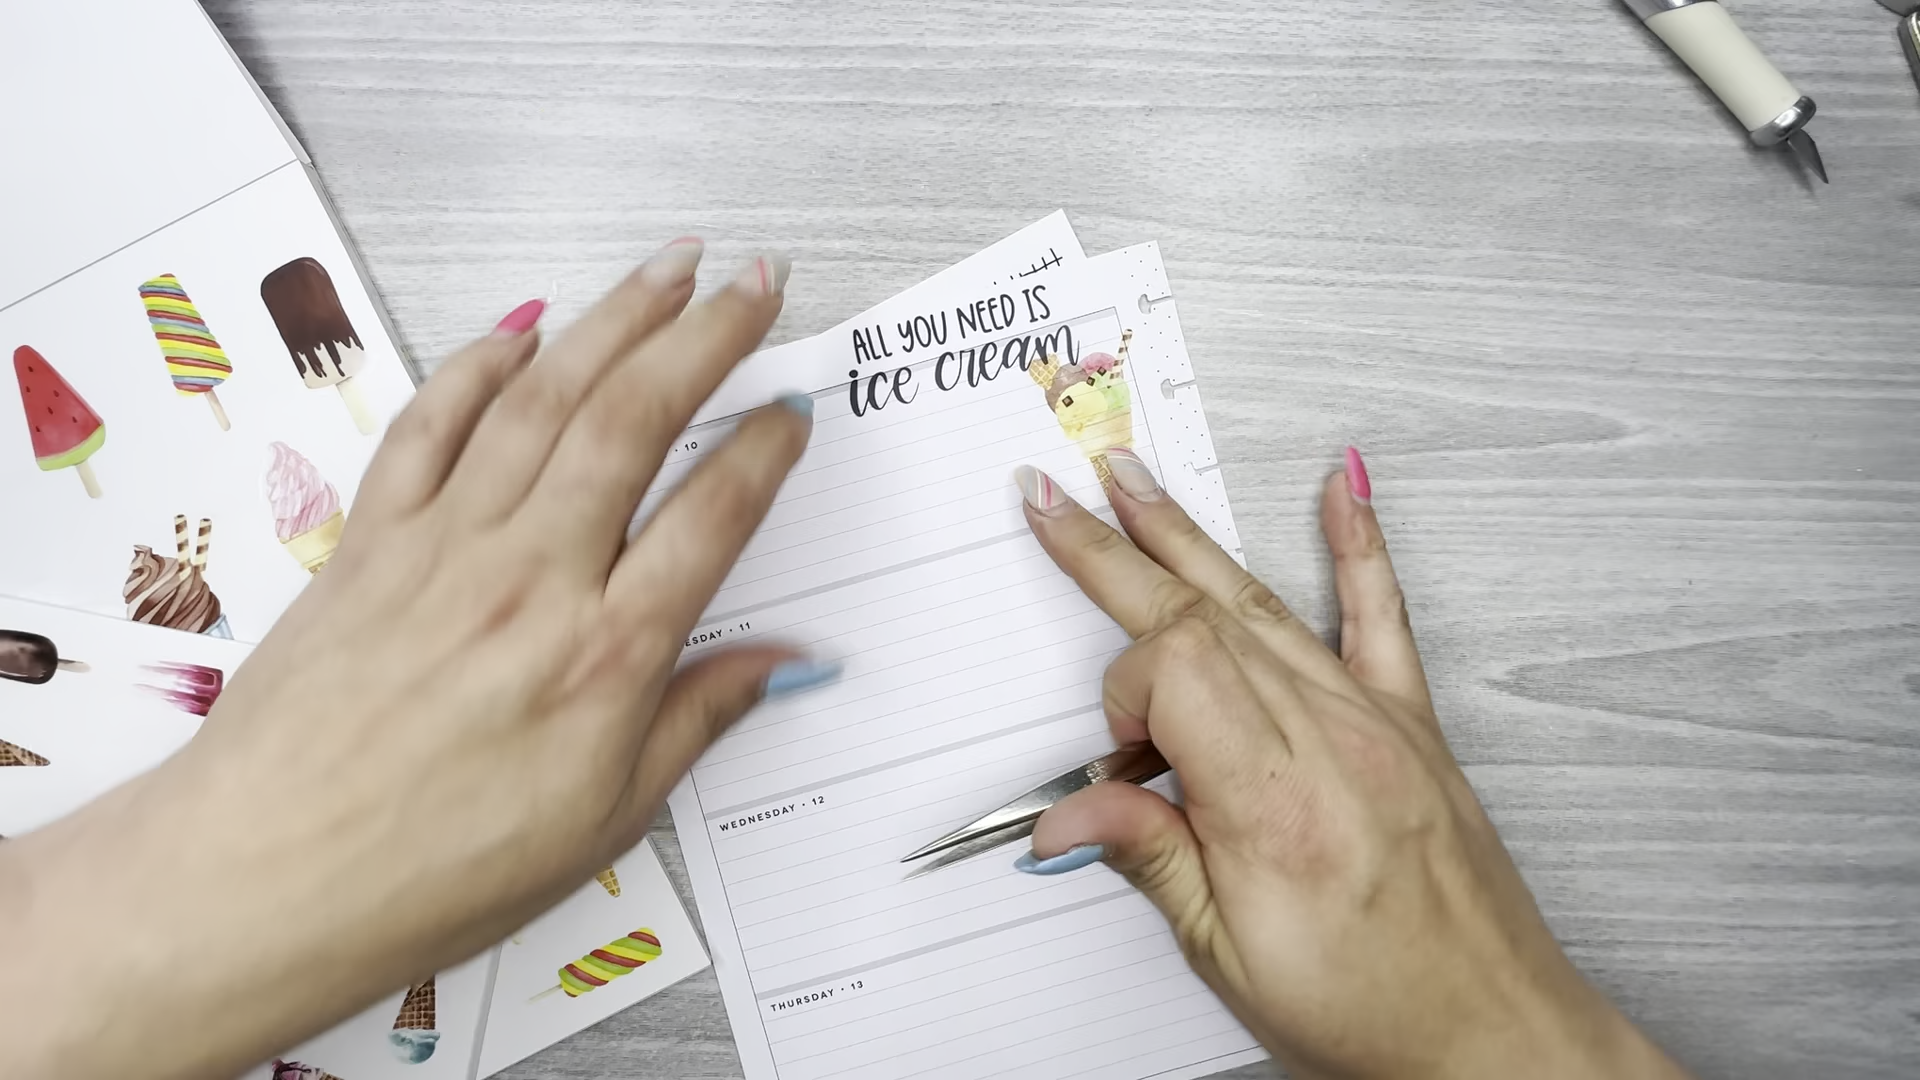 ALL YOU NEED IS
ice cream
· 10
ESDAY · 11
WEDNESDAY · 12
THURSDAY · 13